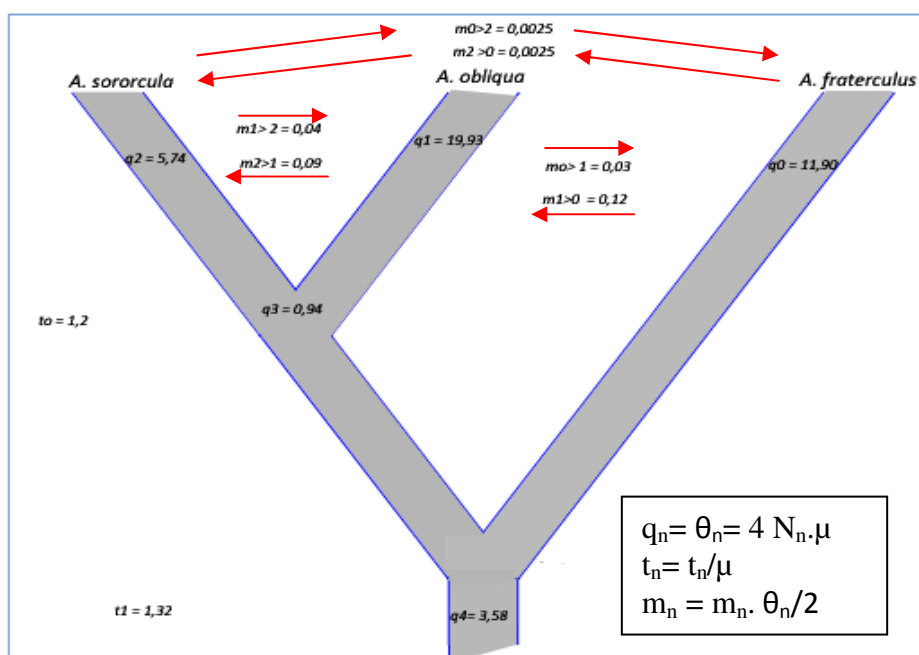 m0>2 = 0,0025
m2 >0 = 0,0025
A. sororcula
A. obliqua
A. fraterculus
m1> 2 = 0,04
q2 = 5,74
m2>1 = 0,09
q1 = 19,93
mo> 1 = 0,03
q0 = 11,90
m1>0 = 0,12
q3 = 0,94
to = 1,2
t1 = 1,32
q4= 3,58
qₙ= θₙ= 4 Nₙ.μ
tₙ= tₙ/μ
mₙ = mₙ. θₙ/2